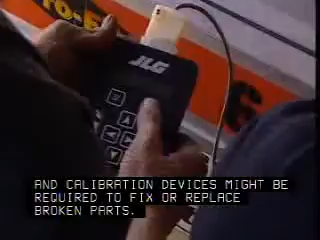 JLG
AND CALIBRATION DEVICES MIGHT BE
REQUIRED TO FIX OR REPLACE
BROKEN PARTS.